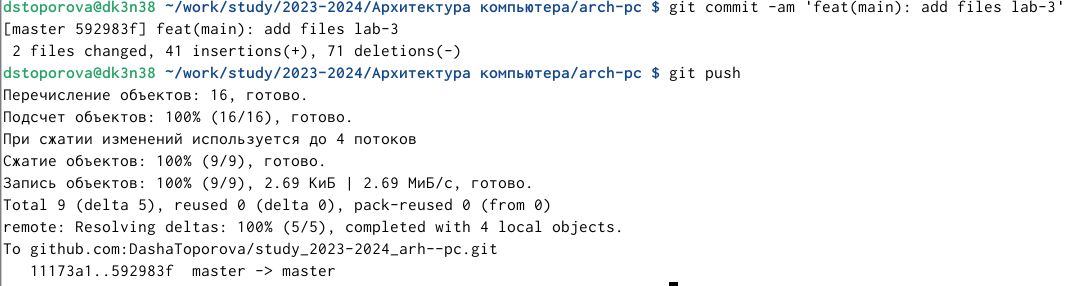 dstoporova@dk3n38 ~/work/study/2023-2024/Архитектура компьютера/arch-pc $ git commit -am 'feat(main): add files lab-3'
[master 592983f] feat(main): add files lab-3
 2 files changed, 41 insertions(+), 71 deletions(-)
dstoporova@dk3n38 ~/work/study/2023-2024/Архитектура компьютера/arch-pc $ git push
Перечисление объектов: 16, готово.
Подсчет объектов: 100% (16/16), готово.
При сжатии изменений используется до 4 потоков
Сжатие объектов: 100% (9/9), готово.
Запись объектов: 100% (9/9), 2.69 КиБ | 2.69 МиБ/с, готово.
Total 9 (delta 5), reused 0 (delta 0), pack-reused 0 (from 0)
remote: Resolving deltas: 100% (5/5), completed with 4 local objects.
To github.com:DashaToporova/study_2023-2024_arh--pc.git
   11173a1..592983f  master -> master